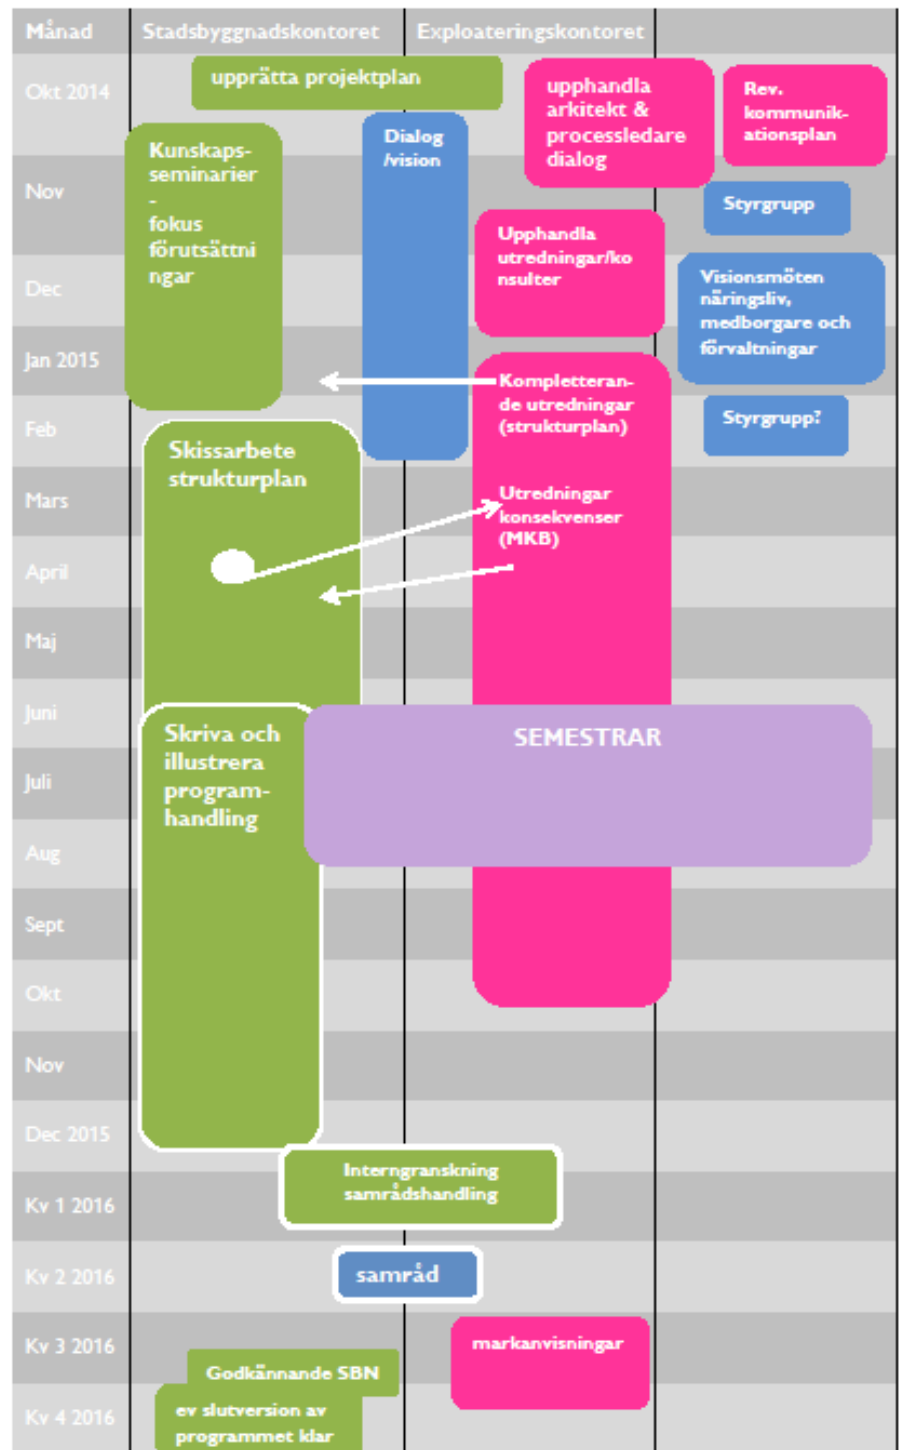 Månad
Stadsbyggnadskontoret
Exploateringskontoret
Okt 2014
upprätta projektplan
upphandla
arkitekt &
processledare
dialog
Rev.
kommunik-
ationsplan
Kunskaps-
seminarier
-
fokus
förutsättni
ngar
Dialog
/vision
Nov
Styrgrupp
Upphandla
utredningar/ko
nsulter
Dec
Visionsmöten
näringsliv,
medborgare och
förvaltningar
Jan 2015
Kompletteran-
de utredningar
(strukturplan)
Feb
Styrgrupp?
Skissarbete
strukturplan
Mars
Utredningar
konsekvenser
(MKB)
April
Maj
Juni
Skriva och
illustrera
program-
handling
SEMESTRAR
Juli
Aug
Sept
Okt
Nov
Dec 2015
Interngranskning
samrådshandling
Kv 1 2016
Kv 2 2016
samråd
Kv 3 2016
markanvisningar
Godkännande SBN
Kv 4 2016
ev slutversion av
programmet klar